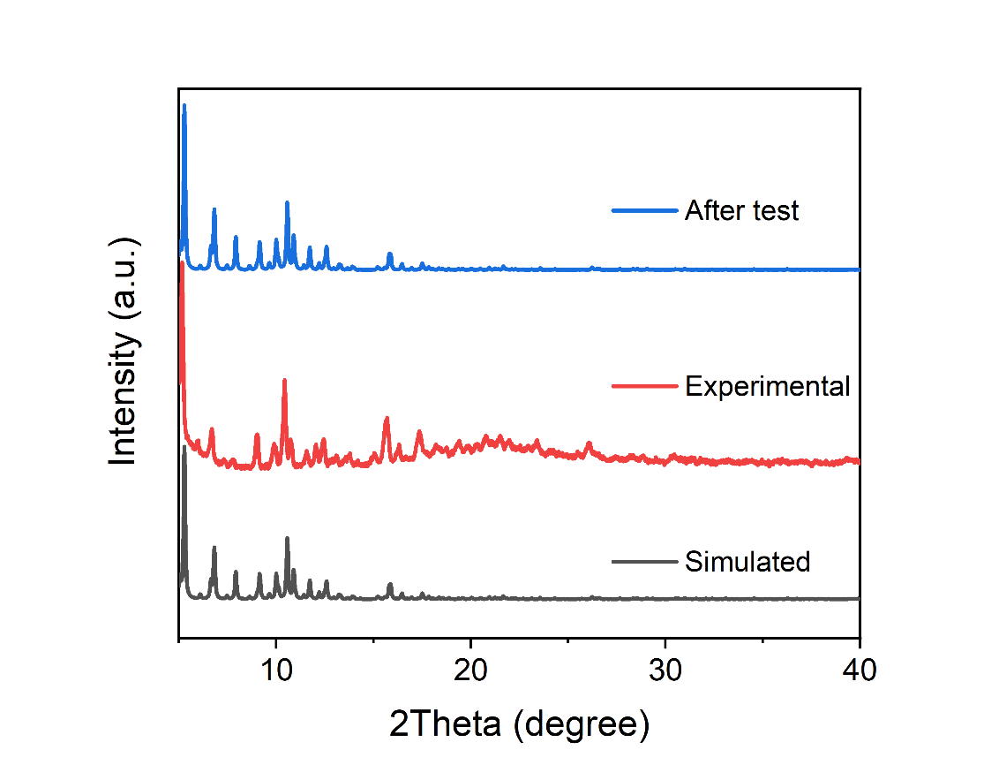 After test
Experimental
Simulated
Intensity (a.u.)
10 20 30 40
2Theta (degree)